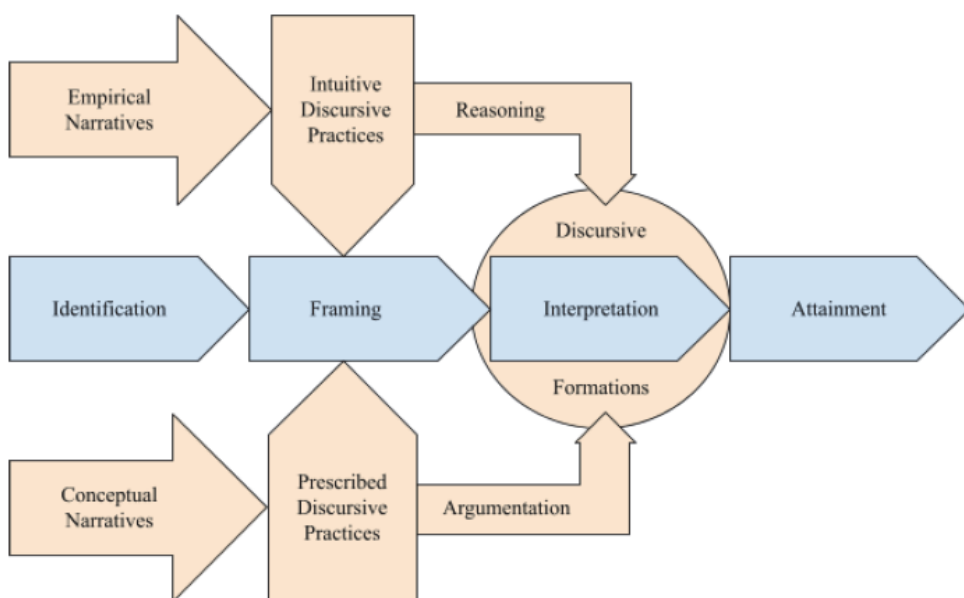 Empirical
Narratives
Intuitive
Discursive
Practices
Reasoning
Discursive
Identification
Framing
Interpretation
Attainment
Formations
Conceptual
Narratives
Prescribed
Discursive
Practices
Argumentation